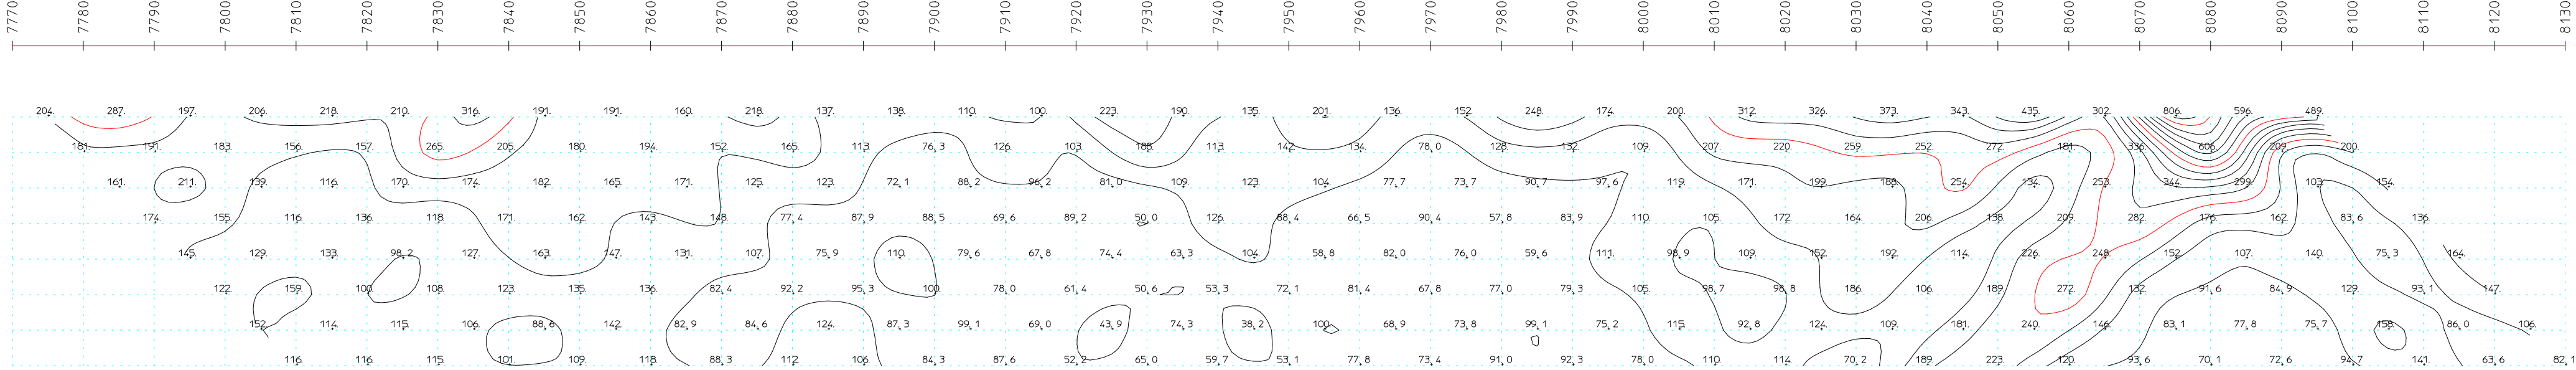 7770 7780 7790 7800 7810 7820 7830 7840 7850 7860 7870 7880 7890 7900 7910 7920 7930 7940 7950 7960 7970 7980 7990 8000 8010 8020 8030 8040 8050 8060 8070 8080 8090 8100 8110 8120 8130
204. 287. 197. 206. 218. 210. 316. 191. 191. 160. 218. 137. 138. 110. 100. 223. 190. 135. 201. 136. 152. 248. 174. 200. 312. 326. 373. 343. 435. 302. 806. 596. 489.
181. 191. 183. 156. 157. 265. 205. 180. 194. 152. 165. 113. 76,3 126. 103. 188. 113. 142. 134. 78,0 128. 132. 109. 207. 220. 259. 252. 272. 181. 336. 606. 209. 200.
161. 211. 139. 116. 170. 174. 182. 165. 171. 125. 123. 72,1 88,2 96,2 81,0 109. 123. 104. 77,7 73,7 90,7 97,6 119. 171. 199. 188. 254. 134. 253. 344. 299. 103. 154.
174. 155. 116. 136. 118. 171. 162. 143. 148. 77,4 87,9 88,5 69,6 89,2 50,0 126. 88,4 66,5 90,4 57,8 83,9 110. 105. 172. 164. 206. 138. 209. 282. 176. 162. 83,6 136.
145. 129. 133. 98,2 127. 163. 147. 131. 107. 75,9 110. 79,6 67,8 74,4 63,3 104. 58,8 82,0 76,0 59,6 111. 98,9 109. 152. 192. 114. 226. 248. 152. 107. 140. 75,3 164.
122. 159. 100. 108. 123. 135. 136. 82,4 92,2 95,3 100. 78,0 61,4 50,6 53,3 72,1 81,4 67,8 77,0 79,3 105. 98,7 98,8 186. 106. 189. 272. 132. 91,6 84,9 129. 93,1 147.
152. 114. 115. 106. 88,6 142. 82,9 84,6 124. 87,3 99,1 69,0 43,9 74,3 38,2 100. 68,9 73,8 99,1 75,2 115. 92,8 124. 109. 181. 240. 146. 83,1 77,8 75,7 158. 86,0 106.
116. 116. 115. 101. 109. 118. 88,3 112. 106. 84,3 87,6 52,2 65,0 59,7 53,1 77,8 73,4 91,0 92,3 78,0 110. 114. 70,2 189. 223. 120. 93,6 70,1 72,6 94,7 141. 63,6 82,1